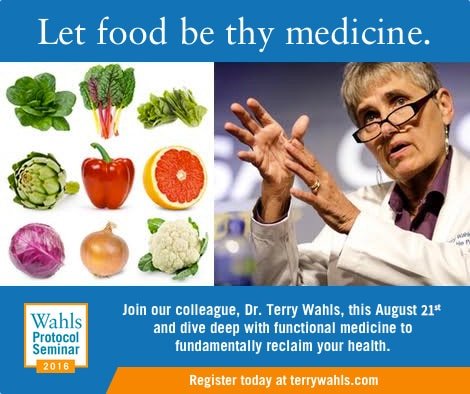 Let food be thy medicine.
Wahls
Protocol
Seminar
2016
Join our colleague, Dr. Terry Wahls, this August 21st
and dive deep with functional medicine to
fundamentally reclaim your health.
Register today at terrywahls.com